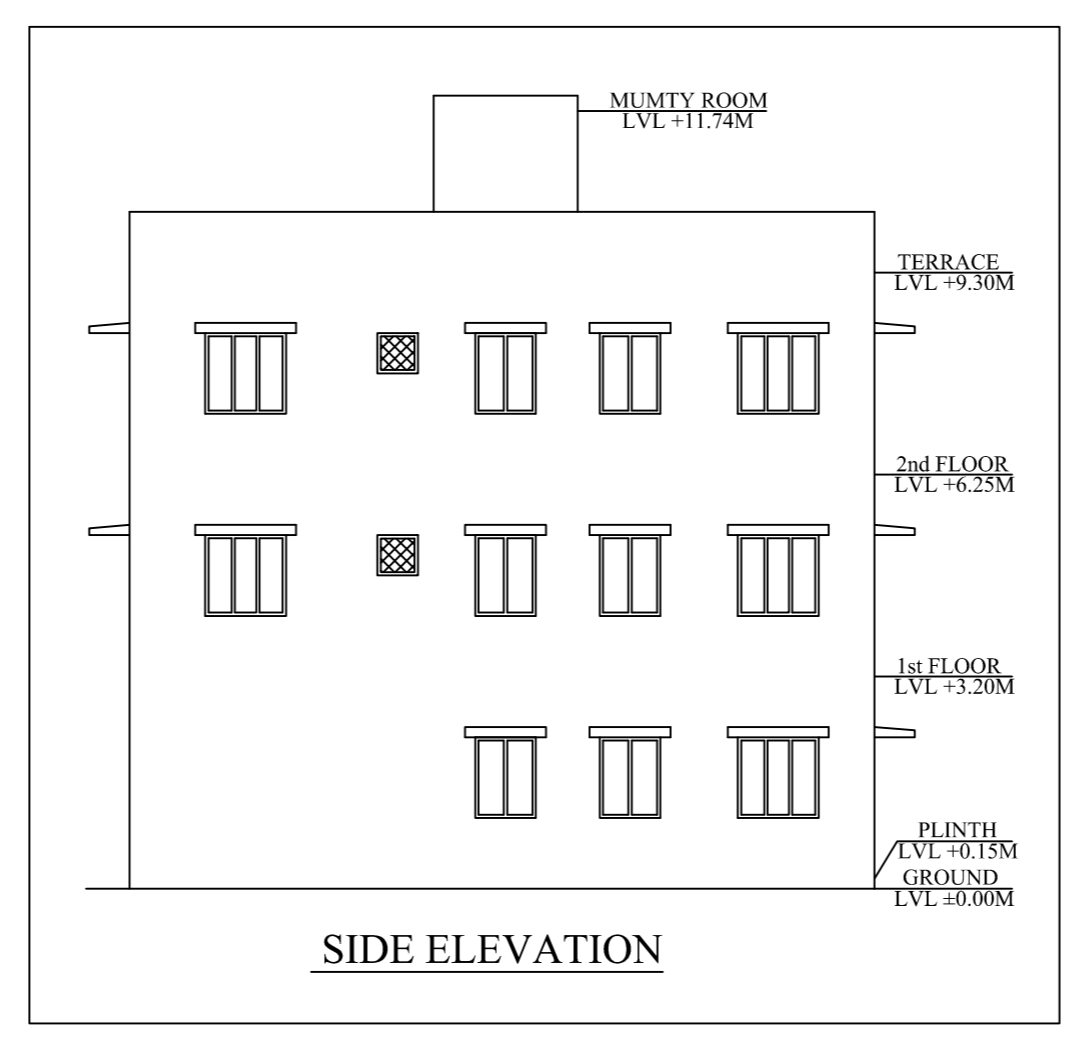 MUMTY ROOM
LVL +11.74M
TERRACE
LVL +9.30M
2nd FLOOR
LVL +6.25M
1st FLOOR
LVL +3.20M
PLINTH
LVL +0.15M
GROUND
LVL ±0.00M
SIDE ELEVATION